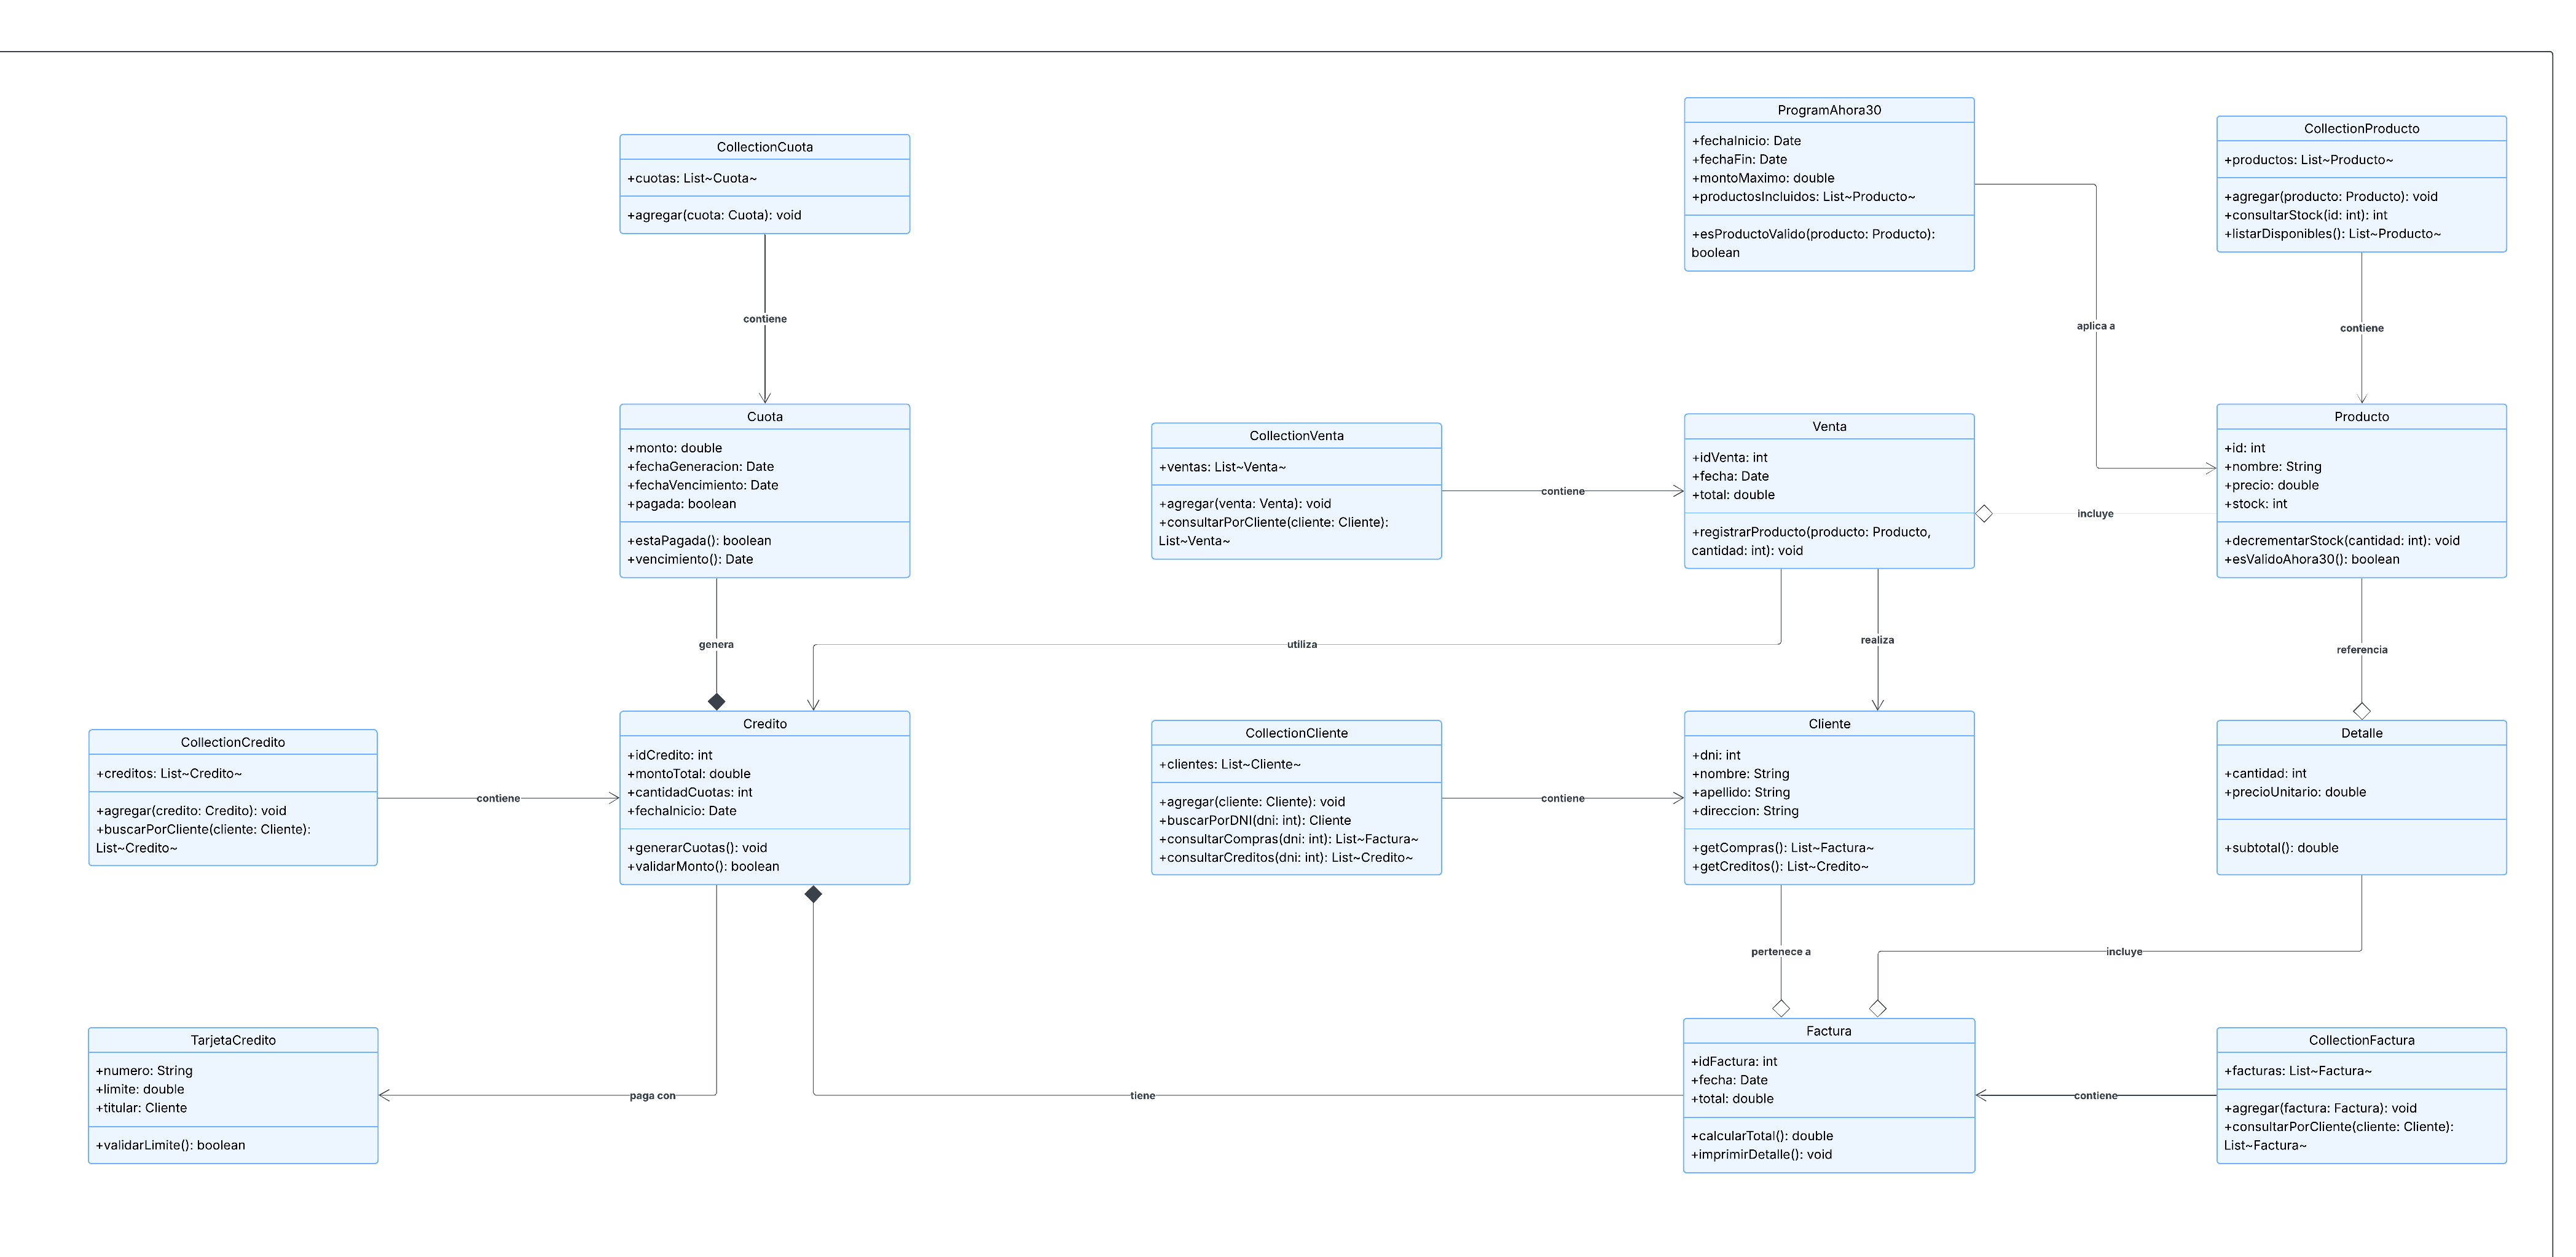 ProgramAhora30
+fechaInicio: Date
+fechaFin: Date
+montoMaximo: double
+productosIncluidos: List~Producto~
+esProductoValido(producto: Producto):
boolean
CollectionProducto
+productos: List~Producto~
+agregar(producto: Producto): void
+consultarStock(id: int): int
+listarDisponibles(): List~Producto~
CollectionCuota
+cuotas: List~Cuota~
+agregar(cuota: Cuota): void
contiene
aplica a
contiene
Cuota
+monto: double
+fechaGeneracion: Date
+fechaVencimiento: Date
+pagada: boolean
+estaPagada(): boolean
+vencimiento(): Date
CollectionVenta
+ventas: List~Venta~
+agregar(venta: Venta): void
+consultarPorCliente(cliente: Cliente):
List~Venta~
contiene
Venta
+idVenta: int
+fecha: Date
+total: double
+registrarProducto(producto: Producto,
cantidad: int): void
incluye
Producto
+id: int
+nombre: String
+precio: double
+stock: int
+decrementarStock(cantidad: int): void
+esValidoAhora30(): boolean
genera
utiliza
realiza
referencia
CollectionCredito
+creditos: List~Credito~
+agregar(credito: Credito): void
+buscarPorCliente(cliente: Cliente):
List~Credito~
contiene
Credito
+idCredito: int
+montoTotal: double
+cantidadCuotas: int
+fechaInicio: Date
+generarCuotas(): void
+validarMonto(): boolean
CollectionCliente
+clientes: List~Cliente~
+agregar(cliente: Cliente): void
+buscarPorDNI(dni: int): Cliente
+consultarCompras(dni: int): List~Factura~
+consultarCreditos(dni: int): List~Credito~
contiene
Cliente
+dni: int
+nombre: String
+apellido: String
+direccion: String
+getCompras(): List~Factura~
+getCreditos(): List~Credito~
Detalle
+cantidad: int
+precioUnitario: double
+subtotal(): double
pertenece a
incluye
TarjetaCredito
+numero: String
+limite: double
+titular: Cliente
+validarLimite(): boolean
paga con
tiene
Factura
+idFactura: int
+fecha: Date
+total: double
+calcularTotal(): double
+imprimirDetalle(): void
contiene
CollectionFactura
+facturas: List~Factura~
+agregar(factura: Factura): void
+consultarPorCliente(cliente: Cliente):
List~Factura~